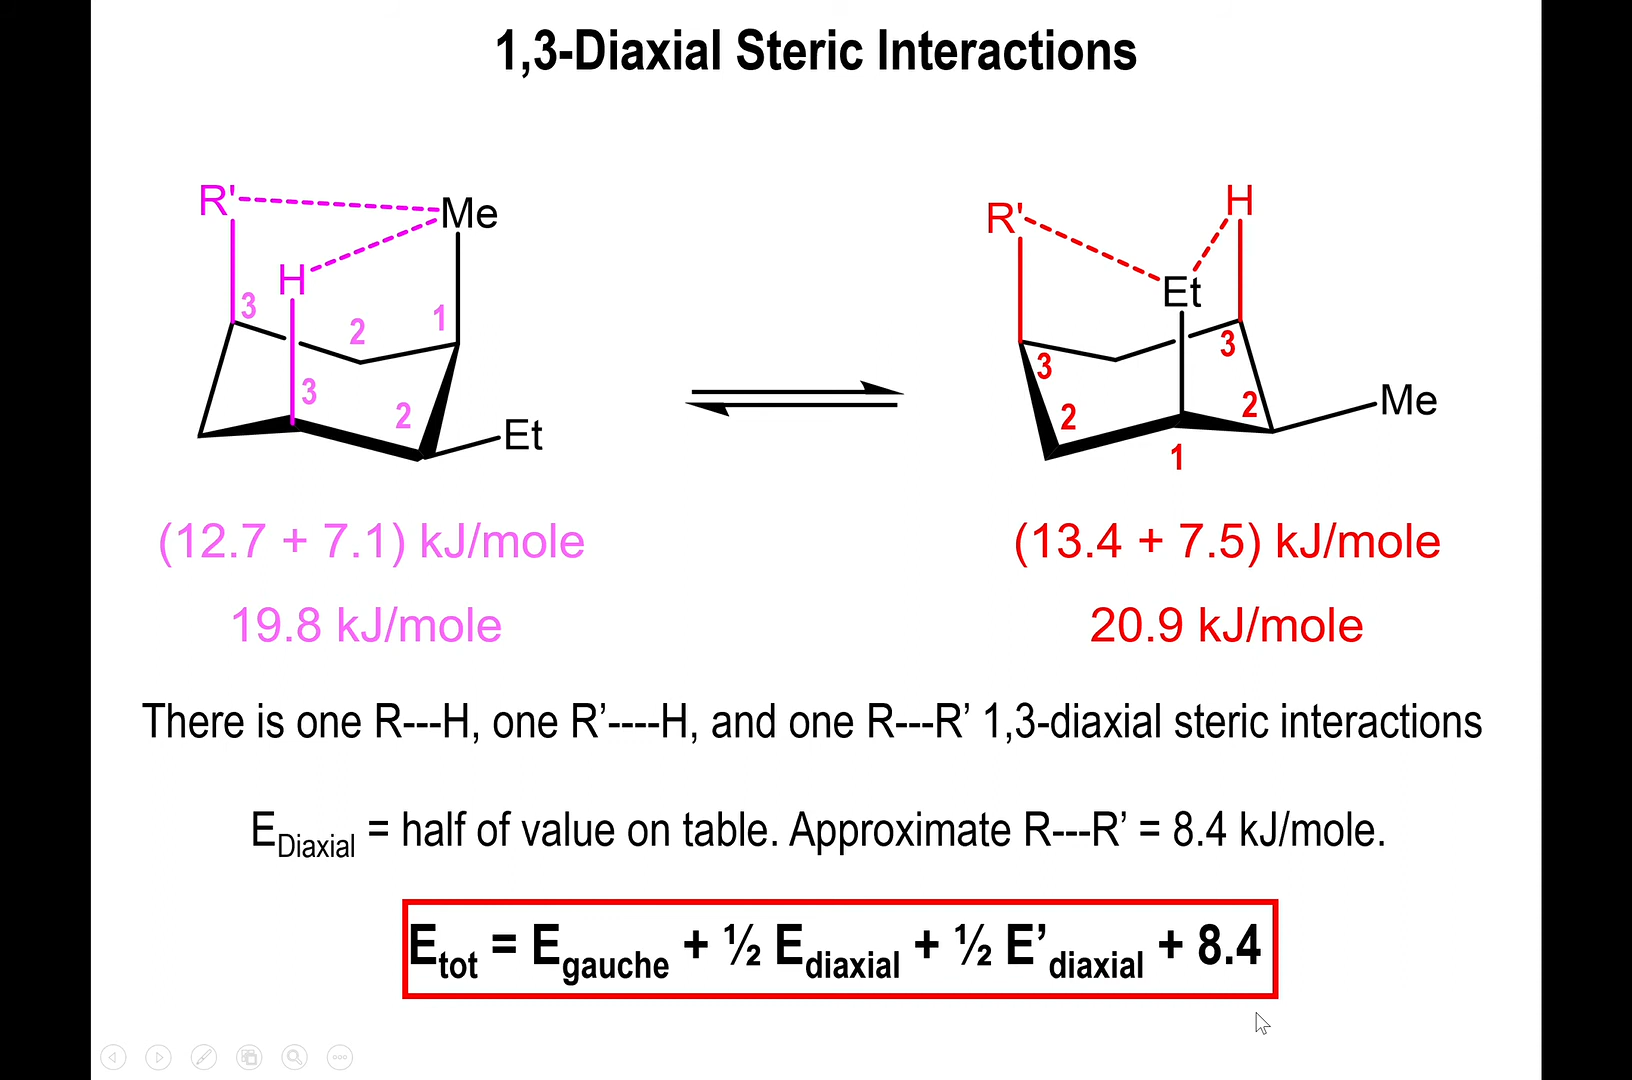 1,3-Diaxial Steric Interactions
R'
Me
H
3
2
1
3
2
Et
R'
H
Et
3
3
2
2
Me
1
(12.7 + 7.1) kJ/mole
(13.4 + 7.5) kJ/mole
19.8 kJ/mole
20.9 kJ/mole
There is one R---H, one R’----H, and one R---R’ 1,3-diaxial steric interactions
E_Diaxial = half of value on table. Approximate R---R’ = 8.4 kJ/mole.
E_tot = E_gauche + ½ E_diaxial + ½ E’_diaxial + 8.4